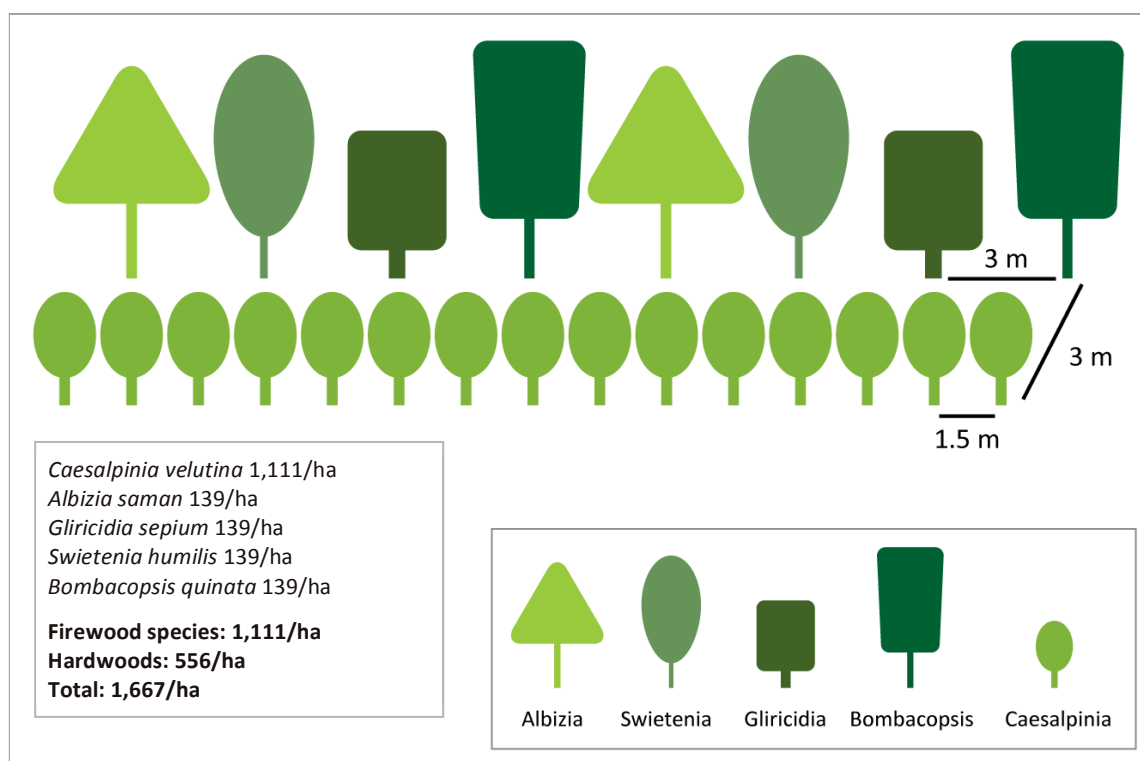 3 m
3 m
1.5 m
Caesalpinia velutina 1,111/ha
Albizia saman 139/ha
Gliricidia sepium 139/ha
Swietenia humilis 139/ha
Bombacopsis quinata 139/ha
Firewood species: 1,111/ha
Hardwoods: 556/ha
Total: 1,667/ha
Albizia Swietenia Gliricidia Bombacopsis Caesalpinia